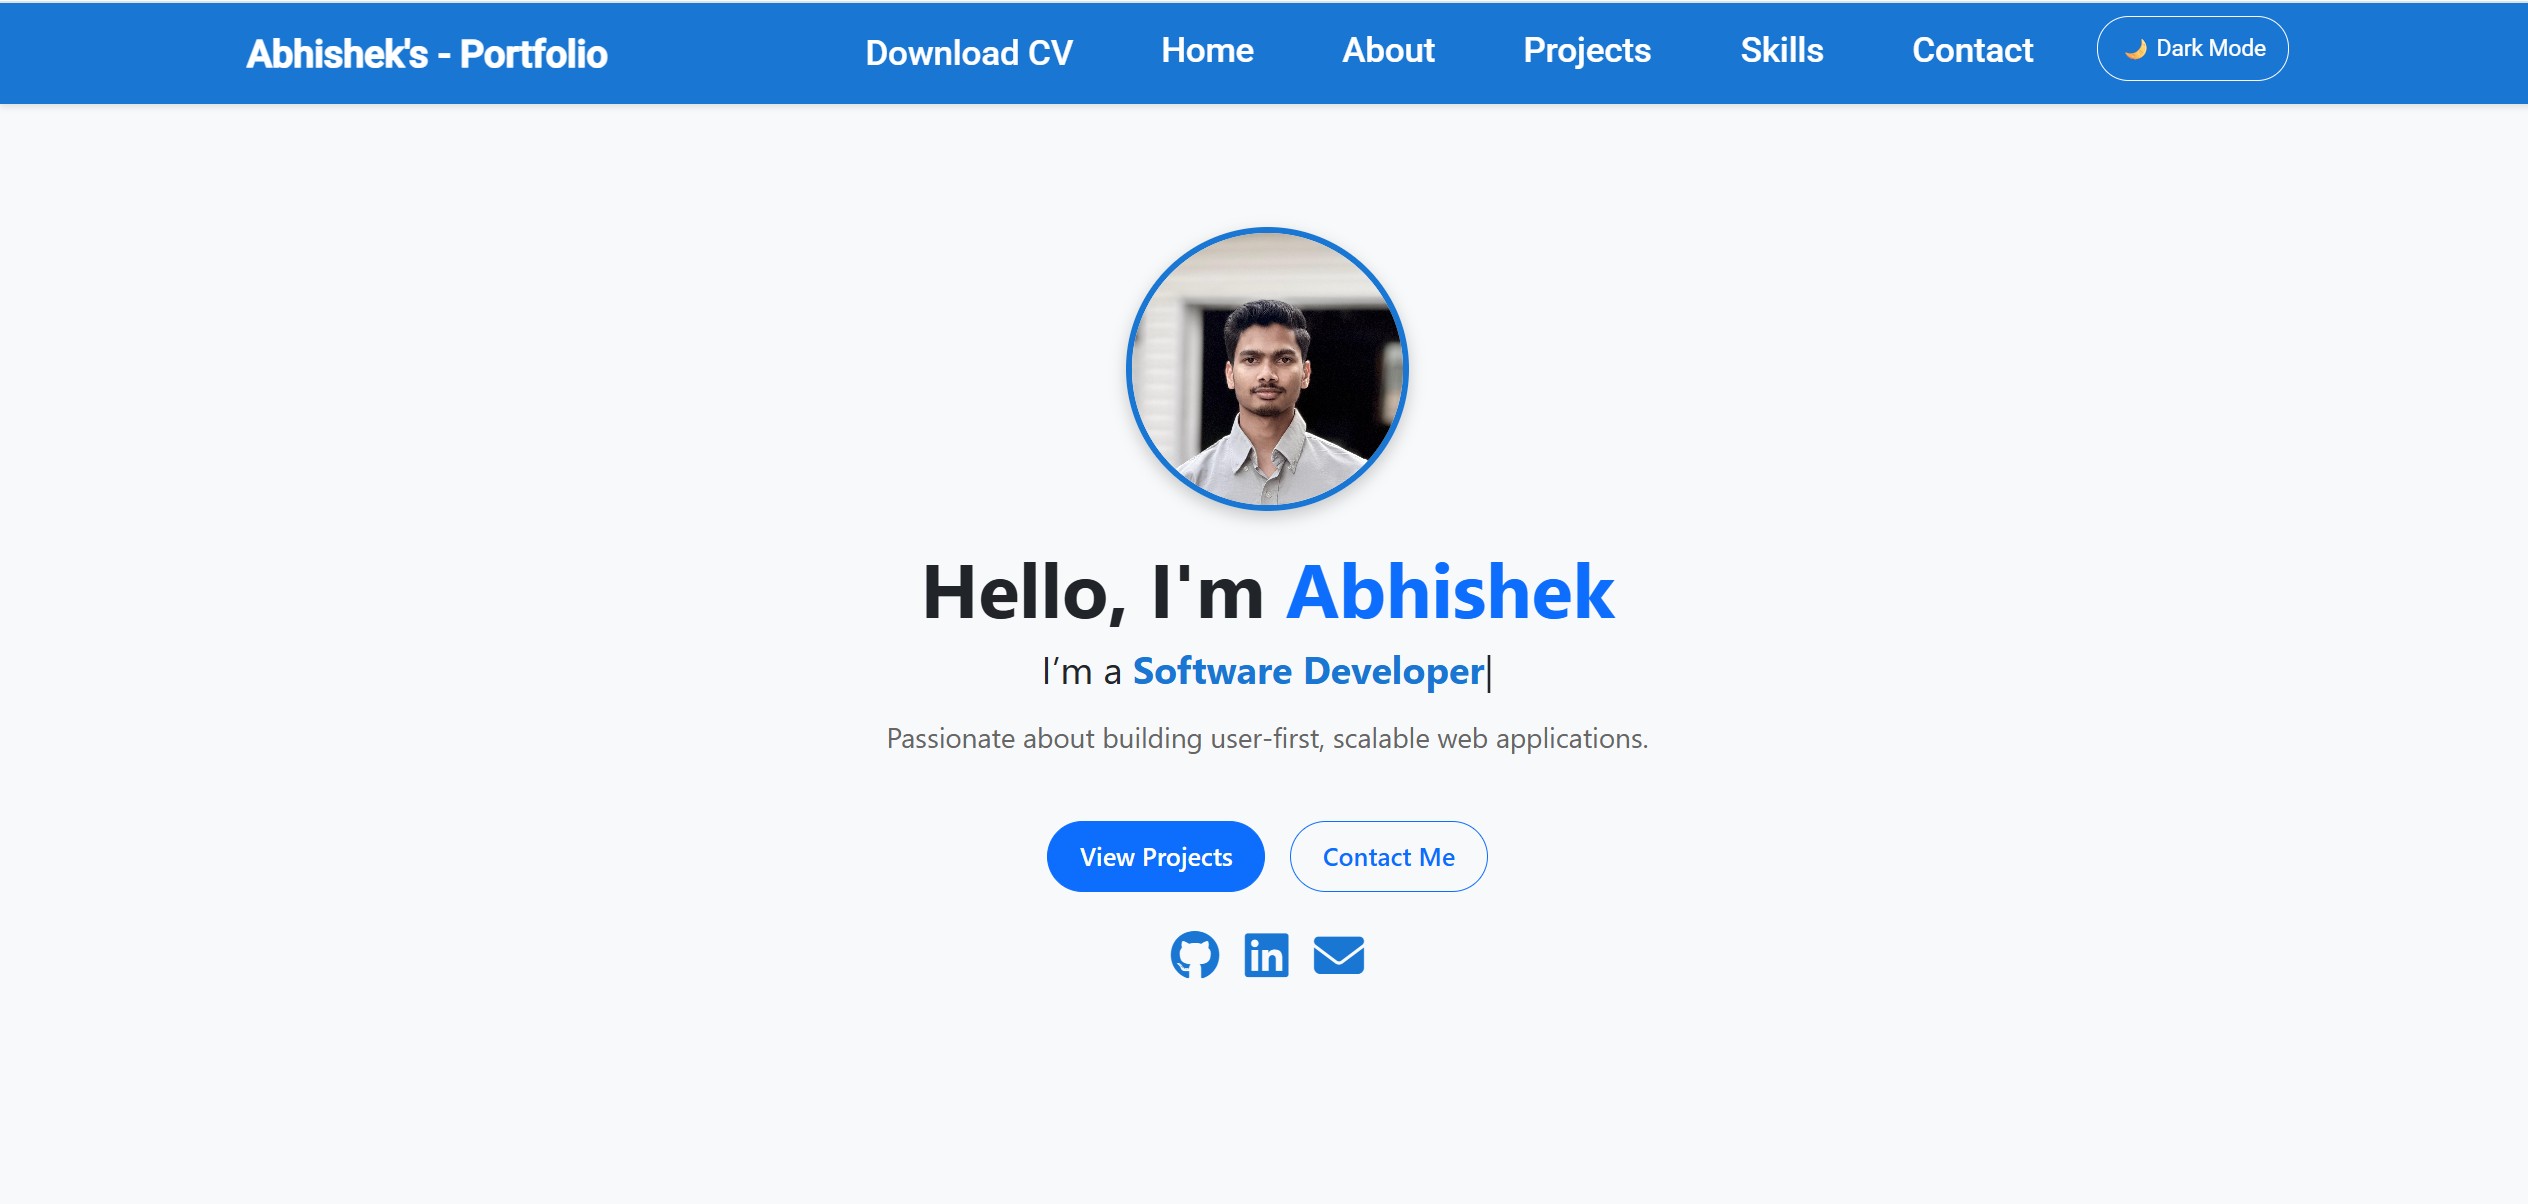 Abhishek's - Portfolio Download CV Home About Projects Skills Contact 🌙 Dark Mode
Hello, I'm Abhishek
I’m a Software Developer|
Passionate about building user-first, scalable web applications.
View Projects Contact Me
in